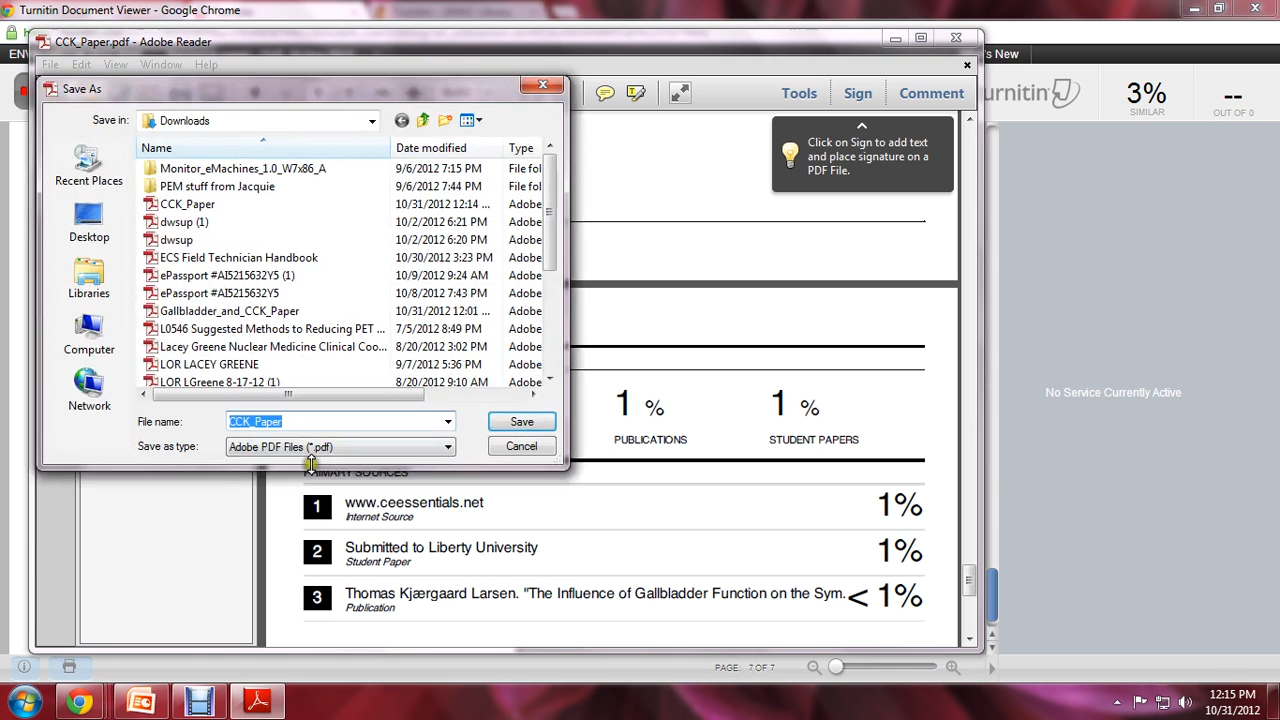 Turnitin Document Viewer - Google Chrome
CCK_Paper.pdf - Adobe Reader
File Edit View Window Help
's New
Save As
Tools Sign Comment
urnitin
3%
SIMILAR
--
OUT OF 0
Save in: Downloads
Click on Sign to add text
and place signature on a
PDF File.
Name Date modified Type
Monitor_eMachines_1.0_W7x86_A 9/6/2012 7:15 PM File fol
PEM stuff from Jacquie 9/6/2012 7:44 PM File fol
CCK_Paper 10/31/2012 12:14 ... Adobe
dwsup (1) 10/2/2012 6:21 PM Adobe
dwsup 10/2/2012 6:20 PM Adobe
ECS Field Technician Handbook 10/30/2012 3:23 PM Adobe
ePassport #AI5215632Y5 (1) 10/9/2012 9:24 AM Adobe
ePassport #AI5215632Y5 10/8/2012 7:43 PM Adobe
Gallbladder_and_CCK_Paper 10/31/2012 12:01 ... Adobe
L0546 Suggested Methods to Reducing PET ... 7/5/2012 8:49 PM Adobe
Lacey Greene Nuclear Medicine Clinical Coo... 8/20/2012 3:02 PM Adobe
LOR LACEY GREENE 9/7/2012 5:36 PM Adobe
LOR LGreene 8-17-12 (1) 8/20/2012 9:10 AM Adobe
Recent Places
Desktop
Libraries
Computer
Network
File name: CCK_Paper Save
Save as type: Adobe PDF Files (*.pdf) Cancel
1 %
PUBLICATIONS
1 %
STUDENT PAPERS
No Service Currently Active
PRIMARY SOURCES
1 www.ceessentials.net 1%
Internet Source
2 Submitted to Liberty University 1%
Student Paper
3 Thomas Kjærgaard Larsen. "The Influence of Gallbladder Function on the Sym. < 1%
Publication
PAGE: 7 OF 7
12:15 PM
10/31/2012